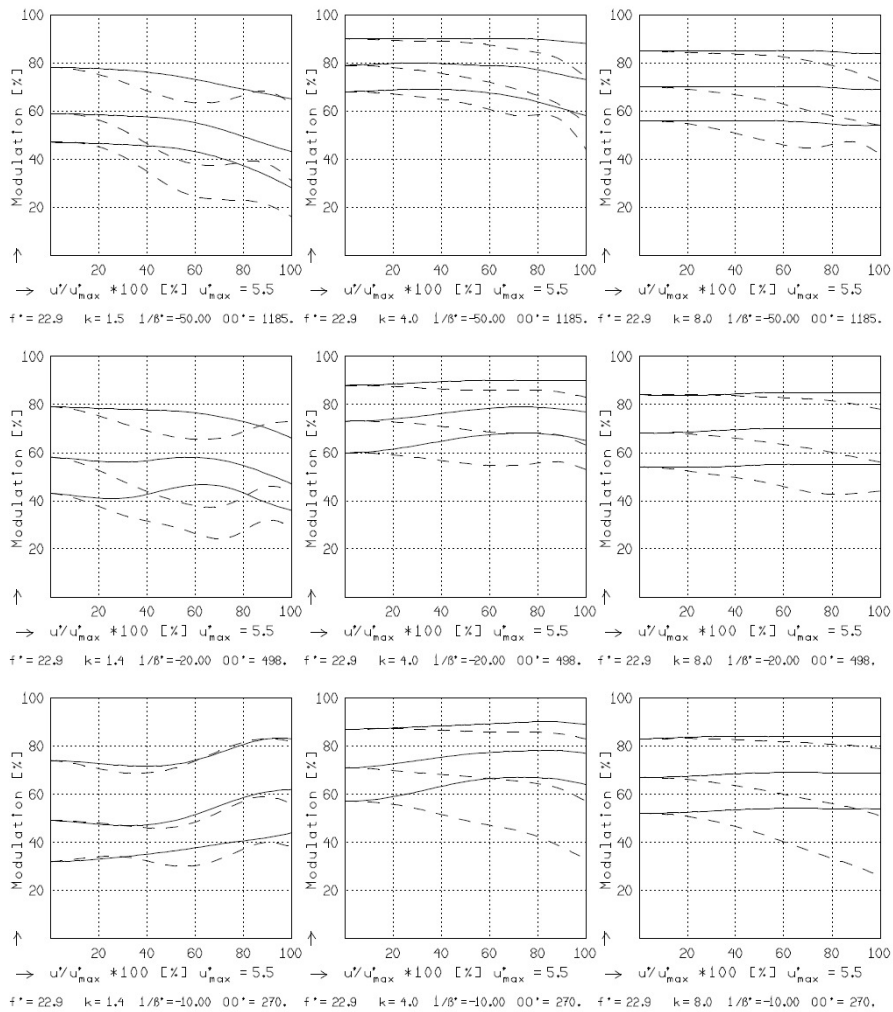 80 80 80
60 60 60
40 40 40
20 20 20
Modulation [%] Modulation [%] Modulation [%]
20 40 60 80 100 20 40 60 80 100 20 40 60 80 100
u'/u'max *100 [%] u'max = 5.5 u'/u'max *100 [%] u'max = 5.5 u'/u'max *100 [%] u'max = 5.5
f'=22.9 k=1.5 1/ß'=-50.00 OO'=1185. f'=22.9 k=4.0 1/ß'=-50.00 OO'=1185. f'=22.9 k=8.0 1/ß'=-50.00 OO'=1185.
100 100 100
80 80 80
60 60 60
40 40 40
20 20 20
Modulation [%] Modulation [%] Modulation [%]
20 40 60 80 100 20 40 60 80 100 20 40 60 80 100
u'/u'max *100 [%] u'max = 5.5 u'/u'max *100 [%] u'max = 5.5 u'/u'max *100 [%] u'max = 5.5
f'=22.9 k=1.4 1/ß'=-20.00 OO'=498. f'=22.9 k=4.0 1/ß'=-20.00 OO'=498. f'=22.9 k=8.0 1/ß'=-20.00 OO'=498.
100 100 100
80 80 80
60 60 60
40 40 40
20 20 20
Modulation [%] Modulation [%] Modulation [%]
20 40 60 80 100 20 40 60 80 100 20 40 60 80 100
u'/u'max *100 [%] u'max = 5.5 u'/u'max *100 [%] u'max = 5.5 u'/u'max *100 [%] u'max = 5.5
f'=22.9 k=1.4 1/ß'=-10.00 OO'=270. f'=22.9 k=4.0 1/ß'=-10.00 OO'=270. f'=22.9 k=8.0 1/ß'=-10.00 OO'=270.